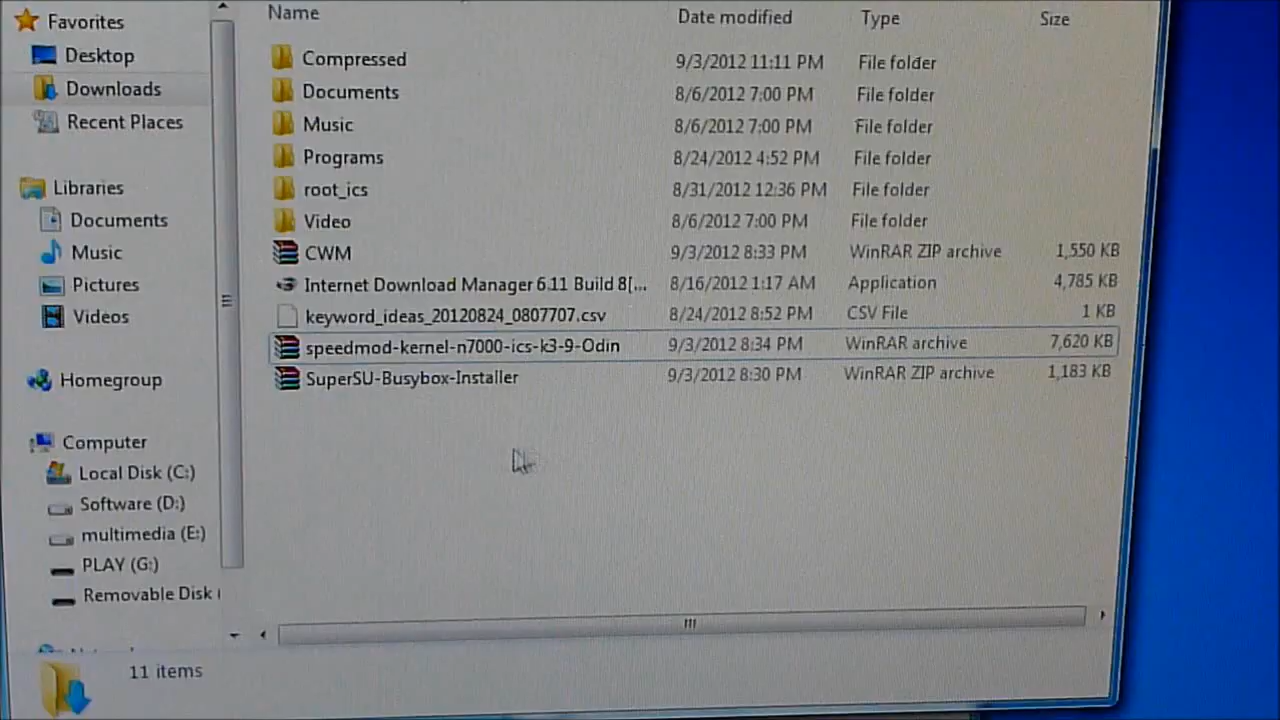 Favorites
Desktop
Downloads
Recent Places
Libraries
Documents
Music
Pictures
Videos
Homegroup
Computer
Local Disk (C:)
Software (D:)
multimedia (E:)
PLAY (G:)
Removable Disk
Name Date modified Type Size
Compressed 9/3/2012 11:11 PM File folder
Documents 8/6/2012 7:00 PM File folder
Music 8/6/2012 7:00 PM File folder
Programs 8/24/2012 4:52 PM File folder
root_ics 8/31/2012 12:36 PM File folder
Video 8/6/2012 7:00 PM File folder
CWM 9/3/2012 8:33 PM WinRAR ZIP archive 1,550 KB
Internet Download Manager 6.11 Build 8[... 8/16/2012 1:17 AM Application 4,785 KB
keyword_ideas_20120824_0807707.csv 8/24/2012 8:52 PM CSV File 1 KB
speedmod-kernel-n7000-ics-k3-9-Odin 9/3/2012 8:34 PM WinRAR archive 7,620 KB
SuperSU-Busybox-Installer 9/3/2012 8:30 PM WinRAR ZIP archive 1,183 KB
11 items